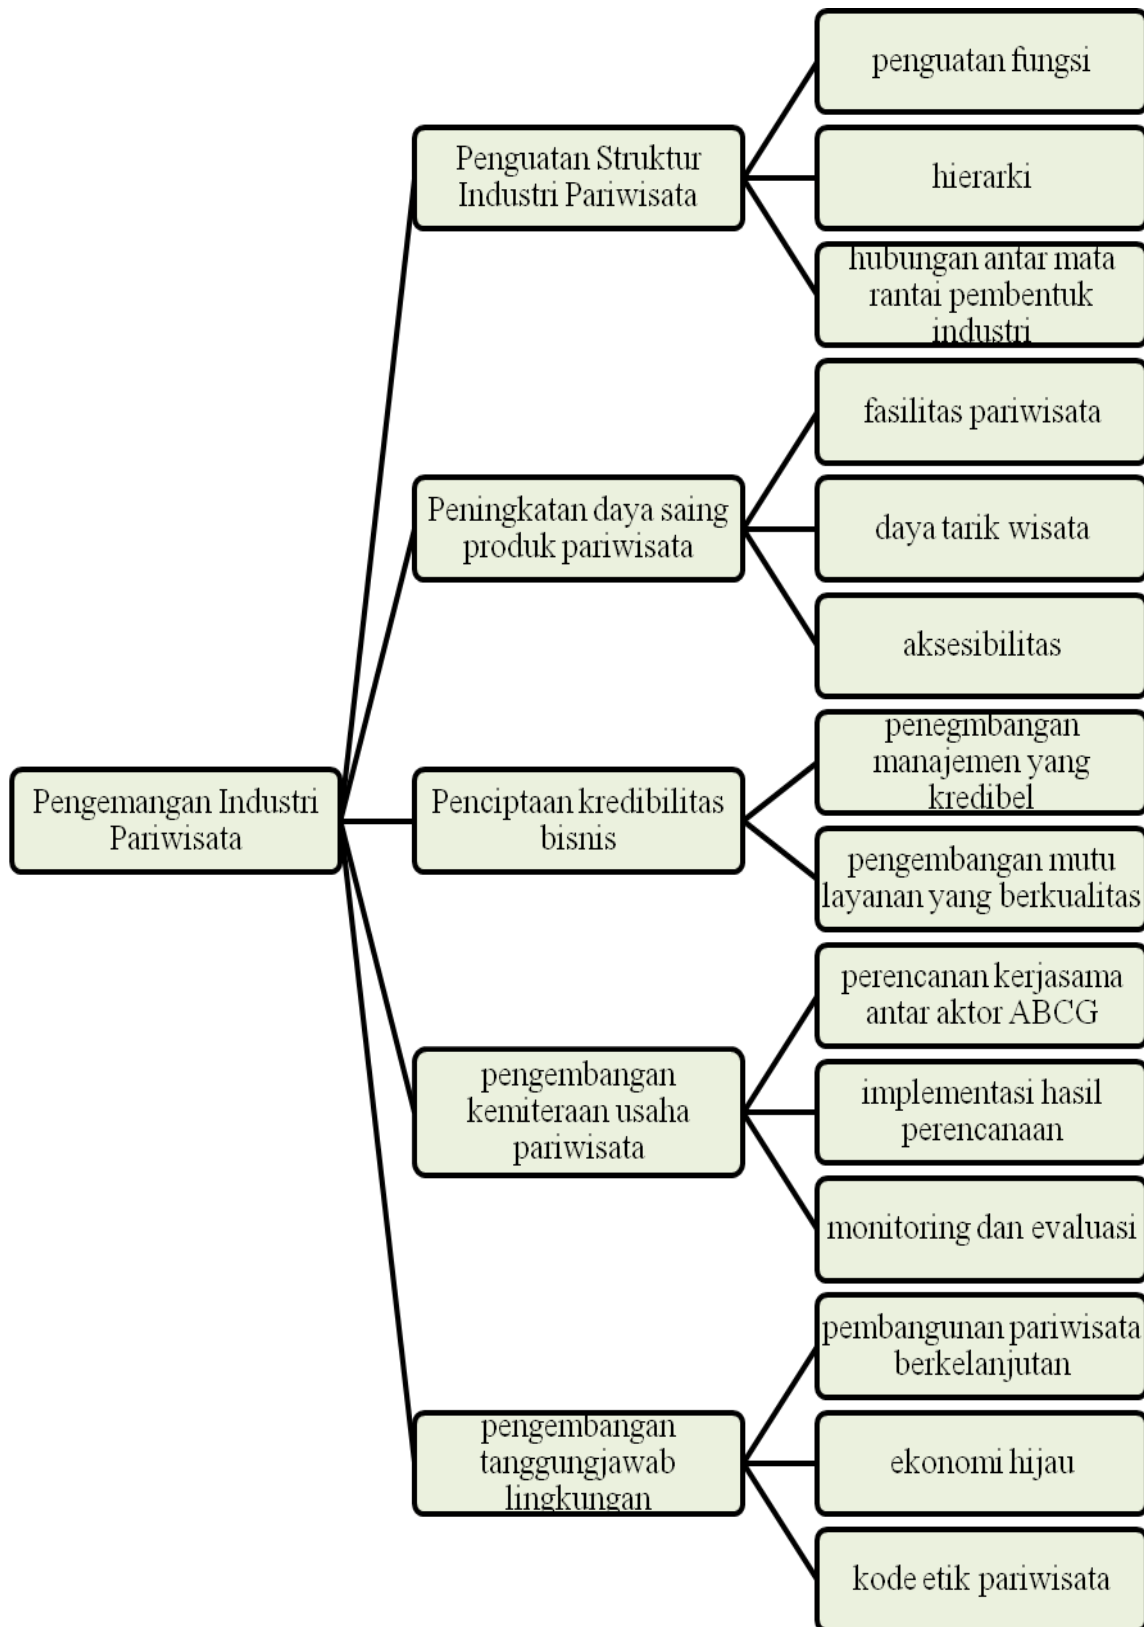 penguatan fungsi
Penguatan Struktur
Industri Pariwisata
hierarki
hubungan antar mata
rantai pembentuk
industri
fasilitas pariwisata
Peningkatan daya saing
produk pariwisata
daya tarik wisata
aksesibilitas
penegmbangan
manajemen yang
kredibel
Pengemangan Industri
Pariwisata
Penciptaan kredibilitas
bisnis
pengembangan mutu
layanan yang berkualitas
perencanan kerjasama
antar aktor ABCG
pengembangan
kemiteraan usaha
pariwisata
implementasi hasil
perencanaan
monitoring dan evaluasi
pembangunan pariwisata
berkelanjutan
pengembangan
tanggungjawab
lingkungan
ekonomi hijau
kode etik pariwisata